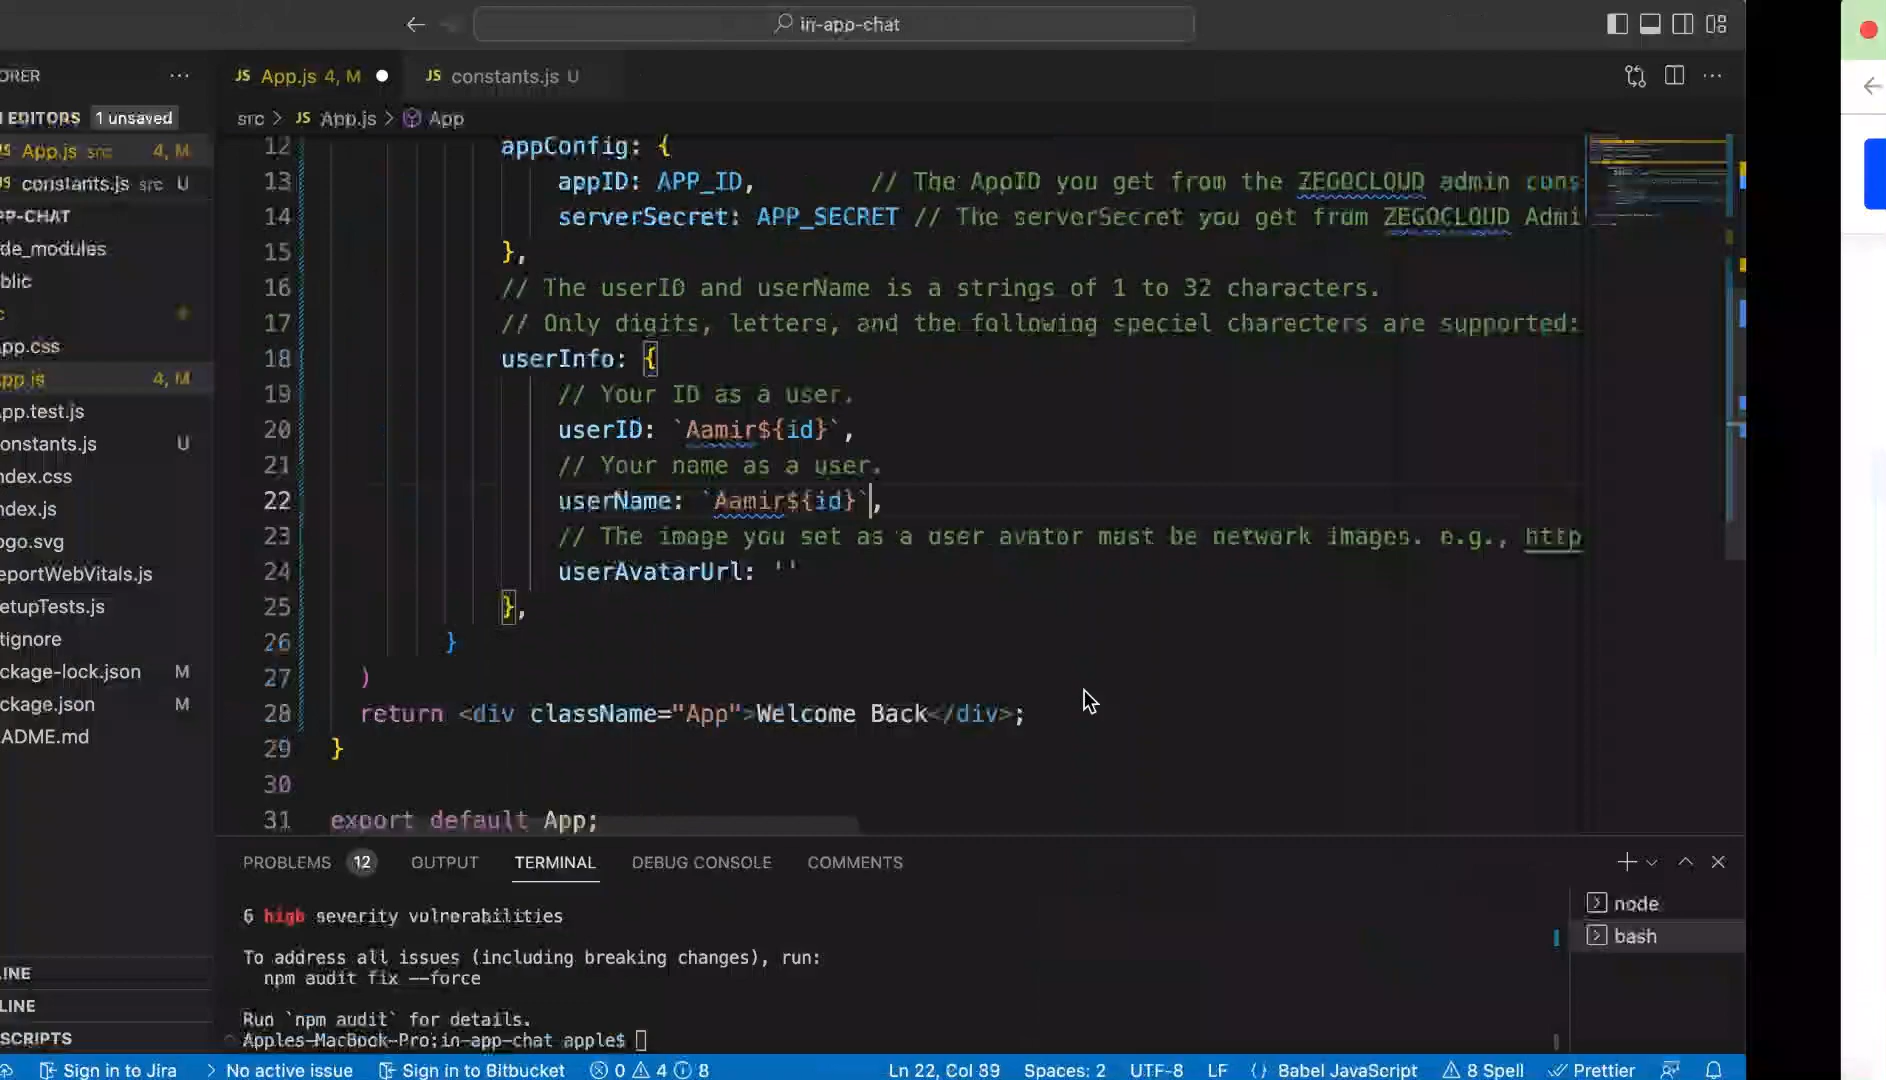 in-app-chat
ORER
JS App.js 4, M
JS constants.js U
EDITORS 1 unsaved
src > JS App.js > App
App.js src 4, M
constants.js src U
PP-CHAT
de_modules
blic
c
pp.css
pp.js 4, M
pp.test.js
onstants.js U
ndex.css
ndex.js
ogo.svg
eportWebVitals.js
etupTests.js
tignore
ckage-lock.json M
ckage.json M
ADME.md
LINE
LINE
SCRIPTS
12 appConfig: {
13 appID: APP_ID, // The AppID you get from the ZEGOCLOUD admin cons
14 serverSecret: APP_SECRET // The serverSecret you get from ZEGOCLOUD Admi
15 },
16 // The userID and userName is a strings of 1 to 32 characters.
17 // Only digits, letters, and the following special characters are supported:
18 userInfo: {
19 // Your ID as a user.
20 userID: `Aamir${id}`,
21 // Your name as a user.
22 userName: `Aamir${id}`,
23 // The image you set as a user avatar must be network images. e.g., http
24 userAvatarUrl: ''
25 },
26 }
27 )
28 return <div className="App">Welcome Back</div>;
29 }
30
31 export default App;
PROBLEMS 12 OUTPUT TERMINAL DEBUG CONSOLE COMMENTS
6 high severity vulnerabilities
To address all issues (including breaking changes), run:
npm audit fix --force
Run `npm audit` for details.
Apples-MacBook-Pro:in-app-chat apple$
node
bash
Sign in to Jira > No active issue Sign in to Bitbucket 0 4 8 Ln 22, Col 39 Spaces: 2 UTF-8 LF {} Babel JavaScript 8 Spell Prettier